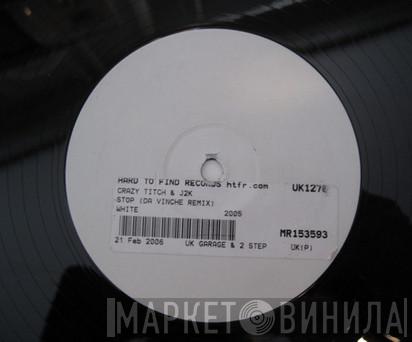 HARD TO FIND RECORDS htfr.com UK1270
CRAZY TITCH & J2K
STOP (DA VINCHE REMIX)
WHITE 2005
MR153593
21 Feb 2006 UK GARAGE & 2 STEP UK(P)
МАРКЕТ ВИНИЛА